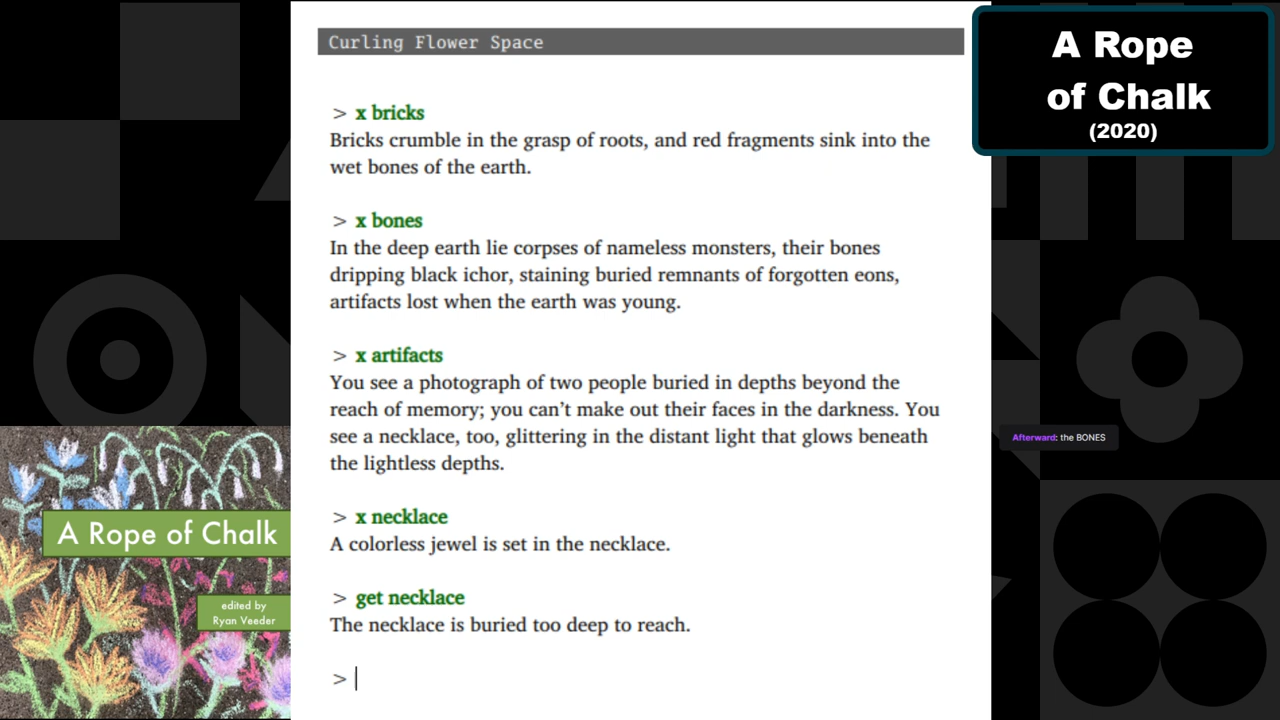 Curling Flower Space
> x bricks
Bricks crumble in the grasp of roots, and red fragments sink into the
wet bones of the earth.
> x bones
In the deep earth lie corpses of nameless monsters, their bones
dripping black ichor, staining buried remnants of forgotten eons,
artifacts lost when the earth was young.
> x artifacts
You see a photograph of two people buried in depths beyond the
reach of memory; you can’t make out their faces in the darkness. You
see a necklace, too, glittering in the distant light that glows beneath
the lightless depths.
> x necklace
A colorless jewel is set in the necklace.
> get necklace
The necklace is buried too deep to reach.
>
A Rope
of Chalk
(2020)
Afterward: the BONES
A Rope of Chalk
edited by
Ryan Veeder